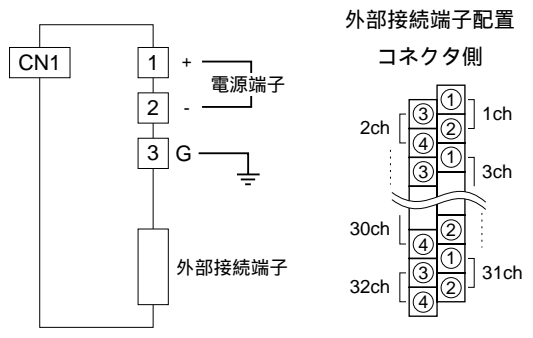 CN1
1 +
電源端子
2 -
3 G
外部接続端子
外部接続端子配置
コネクタ側
①
③ 1ch
2ch ②
④
① 3ch
③
30ch ②
④
① 31ch
③
32ch ②
④